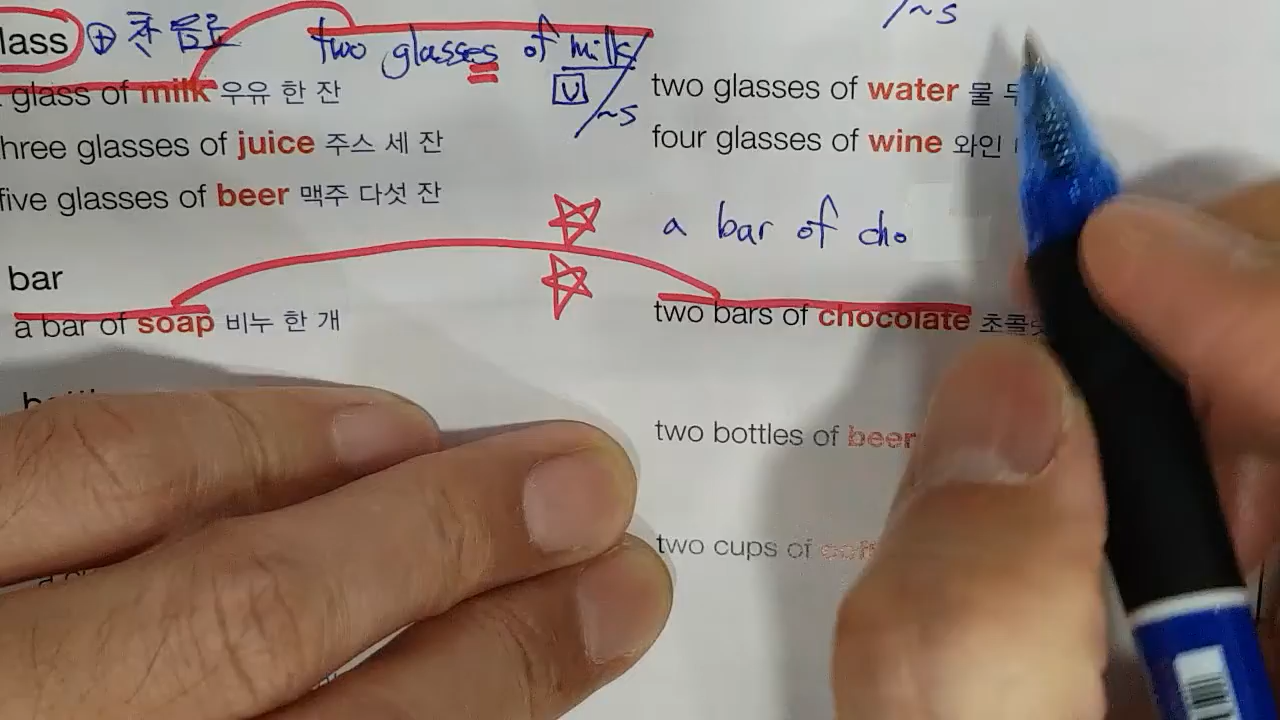 lass ⊕ 찬 음료 two glasses of milk /~s
glass of milk 우유 한 잔 U /~s two glasses of water 물
hree glasses of juice 주스 세 잔 four glasses of wine 와인
five glasses of beer 맥주 다섯 잔
a bar of cho
bar
a bar of soap 비누 한 개 two bars of chocolate 초콜
two bottles of beer
two cups of